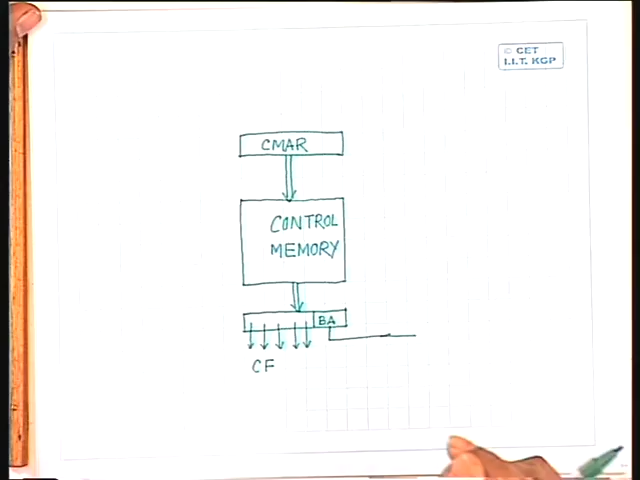 © CET
I.I.T. KGP
CMAR
CONTROL
MEMORY
BA
CF